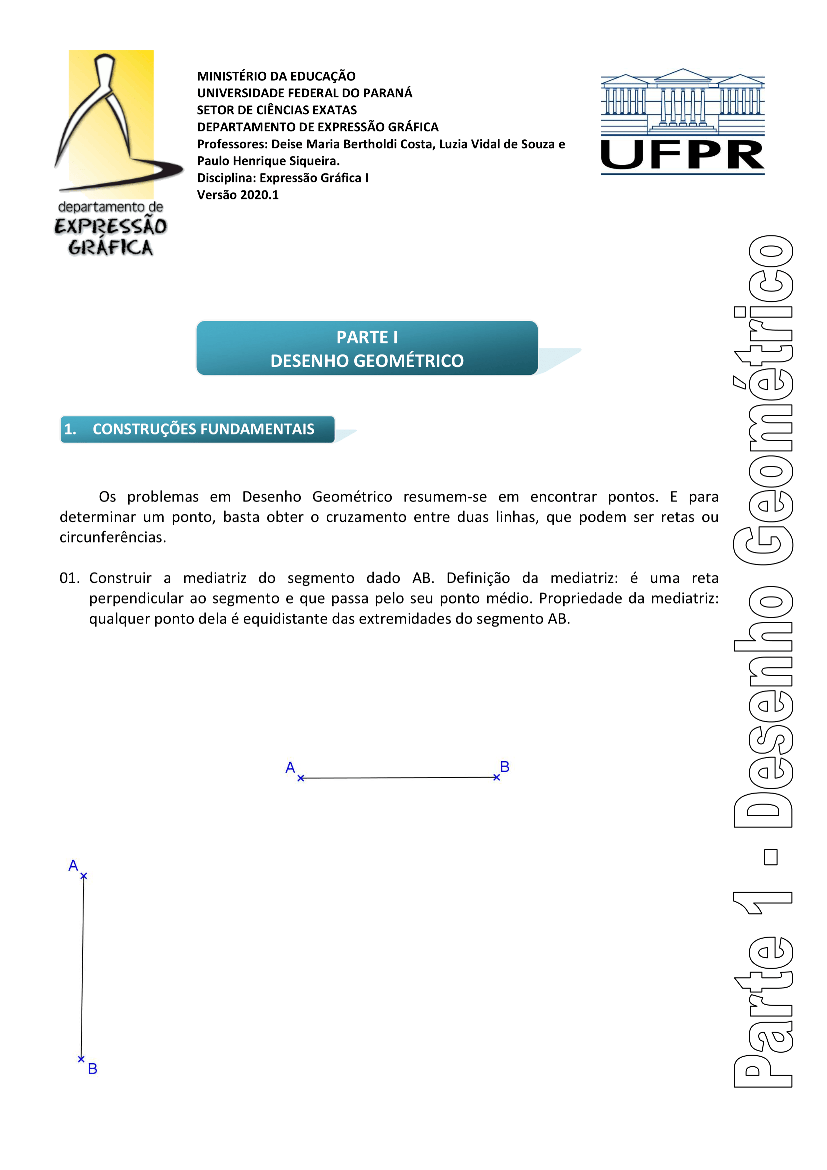 MINISTÉRIO DA EDUCAÇÃO
UNIVERSIDADE FEDERAL DO PARANÁ
SETOR DE CIÊNCIAS EXATAS
DEPARTAMENTO DE EXPRESSÃO GRÁFICA
Professores: Deise Maria Bertholdi Costa, Luzia Vidal de Souza e
Paulo Henrique Siqueira.
Disciplina: Expressão Gráfica I
Versão 2020.1
departamento de
EXPRESSÃO
GRÁFICA
UFPR
PARTE I
DESENHO GEOMÉTRICO
1. CONSTRUÇÕES FUNDAMENTAIS
Os problemas em Desenho Geométrico resumem-se em encontrar pontos. E para
determinar um ponto, basta obter o cruzamento entre duas linhas, que podem ser retas ou
circunferências.
01. Construir a mediatriz do segmento dado AB. Definição da mediatriz: é uma reta
perpendicular ao segmento e que passa pelo seu ponto médio. Propriedade da mediatriz:
qualquer ponto dela é equidistante das extremidades do segmento AB.
A B
A
B
Parte 1 - Desenho Geométrico